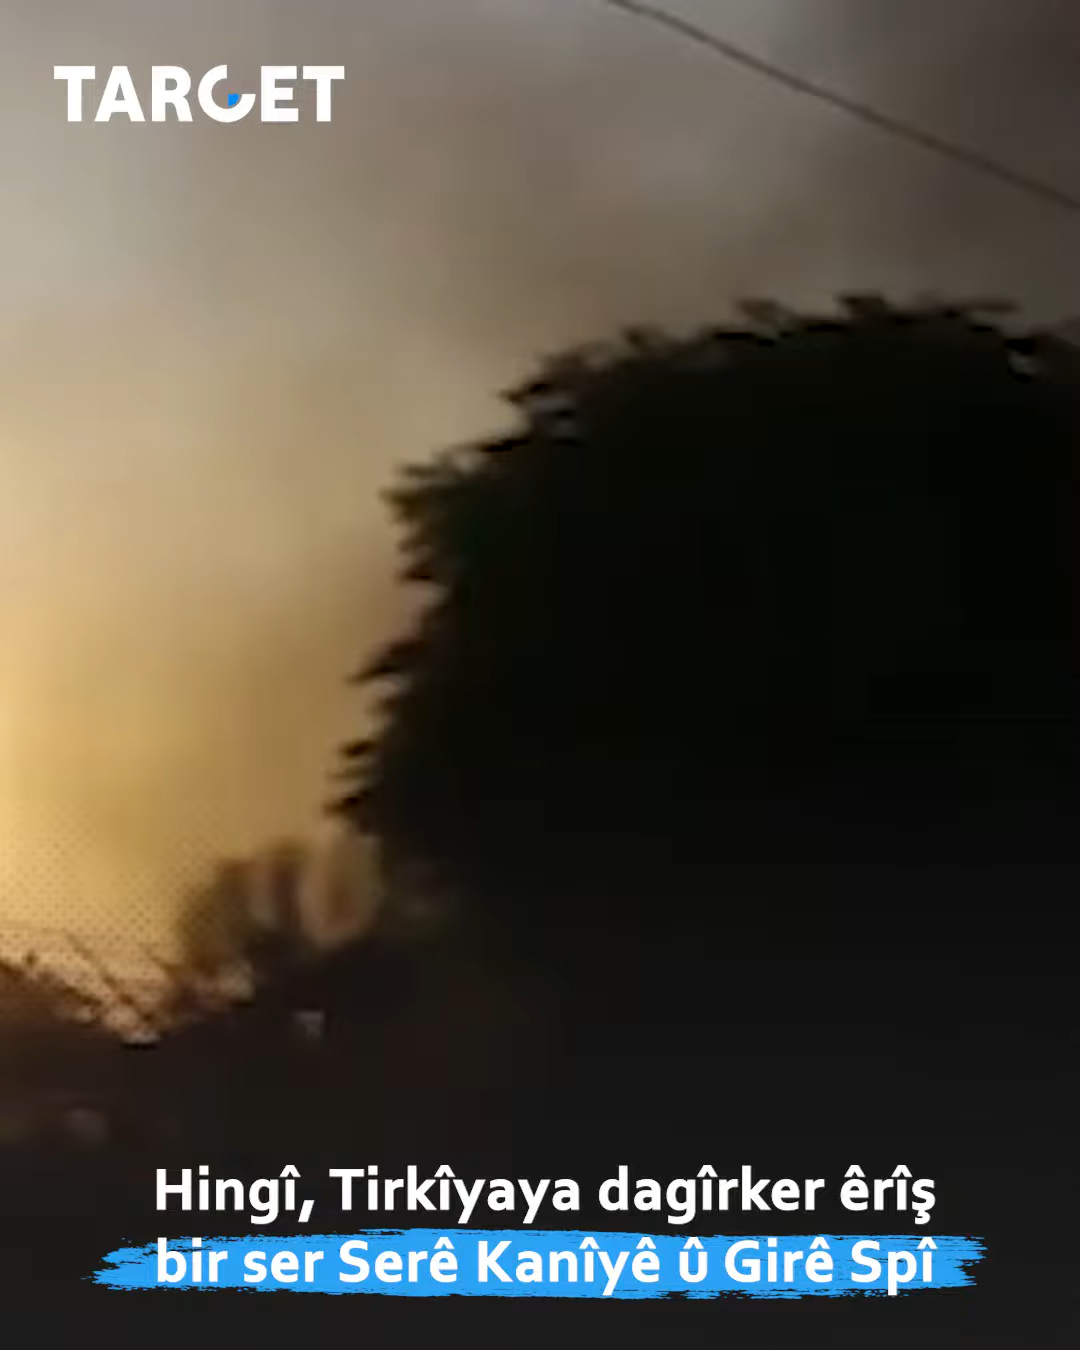 TARGET
Hingî, Tirkîyaya dagîrker êrîş
bir ser Serê Kanîyê û Girê Spî